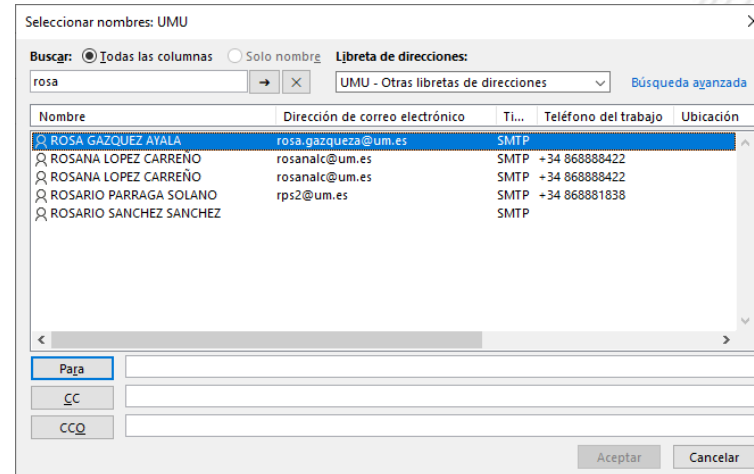 Seleccionar nombres: UMU
Buscar: Todas las columnas Solo nombre Libreta de direcciones:
rosa UMU - Otras libretas de direcciones Búsqueda avanzada
Nombre Dirección de correo electrónico Ti... Teléfono del trabajo Ubicación
ROSA GAZQUEZ AYALA rosa.gazqueza@um.es SMTP
ROSANA LOPEZ CARREÑO rosanalc@um.es SMTP +34 868888422
ROSANA LOPEZ CARREÑO rosanalc@um.es SMTP +34 868888422
ROSARIO PARRAGA SOLANO rps2@um.es SMTP +34 868881838
ROSARIO SANCHEZ SANCHEZ SMTP
Para
CC
CCO
Aceptar Cancelar